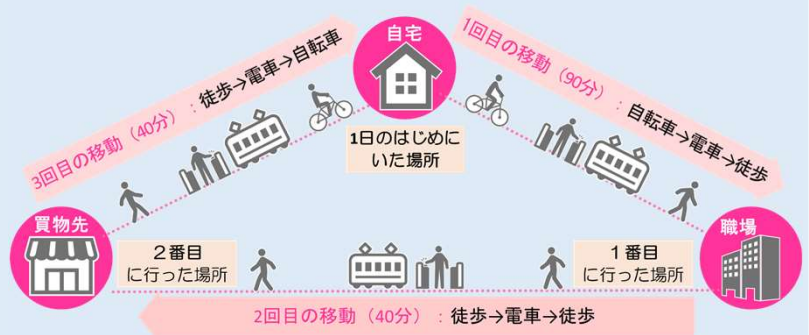 自宅
1日のはじめに
いた場所
1回目の移動（90分）：自転車→電車→徒歩
職場
１番目
に行った場所
2回目の移動（40分）：徒歩→電車→徒歩
買物先
２番目
に行った場所
3回目の移動（40分）：徒歩→電車→自転車